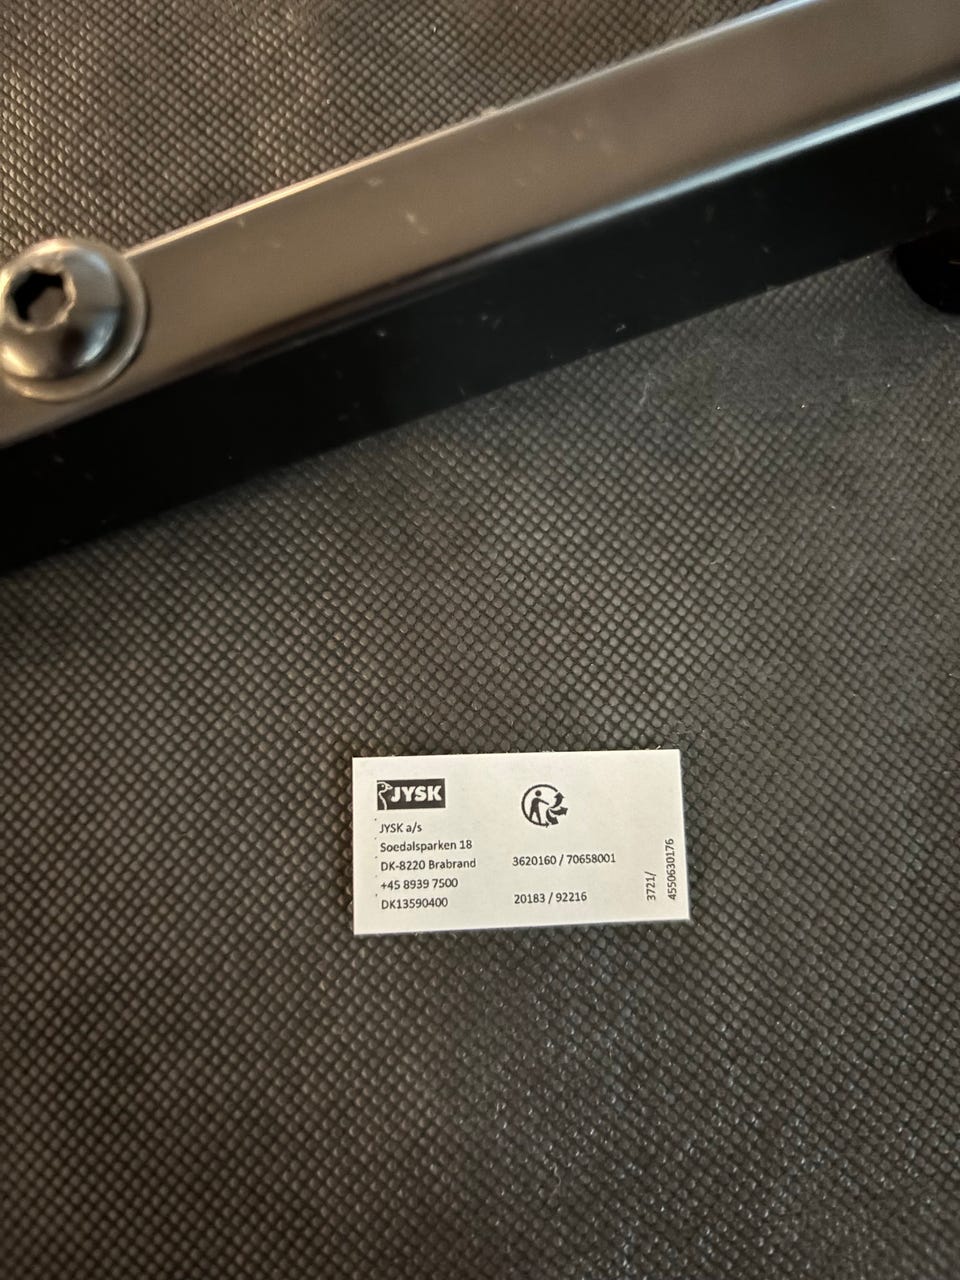 JYSK
JYSK a/s
Soedalsparken 18
DK-8220 Brabrand
+45 8939 7500
DK13590400
3620160 / 70658001
20183 / 92216
3721/
4550630176